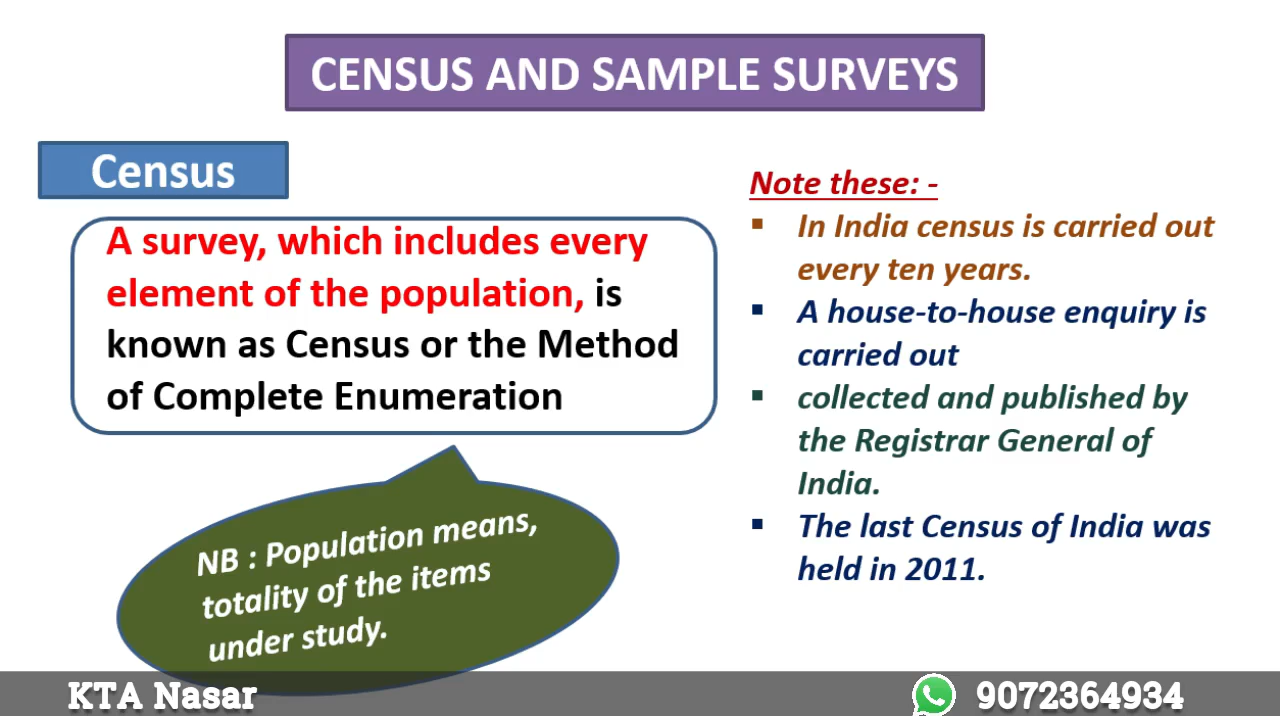 CENSUS AND SAMPLE SURVEYS
Census
A survey, which includes every
element of the population, is
known as Census or the Method
of Complete Enumeration
NB : Population means,
totality of the items
under study.
Note these: -
▪ In India census is carried out
every ten years.
▪ A house-to-house enquiry is
carried out
▪ collected and published by
the Registrar General of
India.
▪ The last Census of India was
held in 2011.
KTA Nasar
9072364934